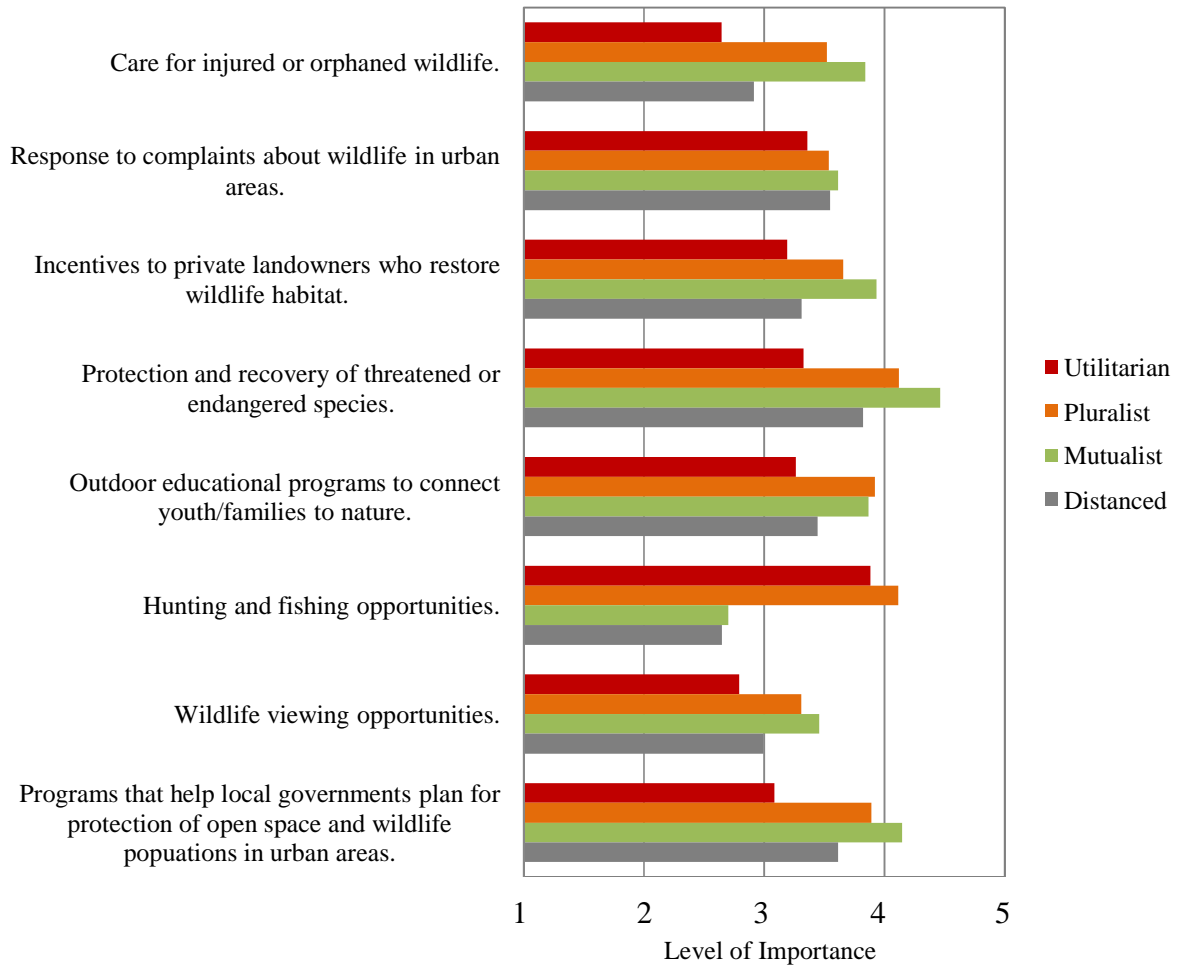 Care for injured or orphaned wildlife.
Response to complaints about wildlife in urban
areas.
Incentives to private landowners who restore
wildlife habitat.
Protection and recovery of threatened or
endangered species.
Outdoor educational programs to connect
youth/families to nature.
Hunting and fishing opportunities.
Wildlife viewing opportunities.
Programs that help local governments plan for
protection of open space and wildlife
popuations in urban areas.
1 2 3 4 5
Level of Importance
Utilitarian
Pluralist
Mutualist
Distanced